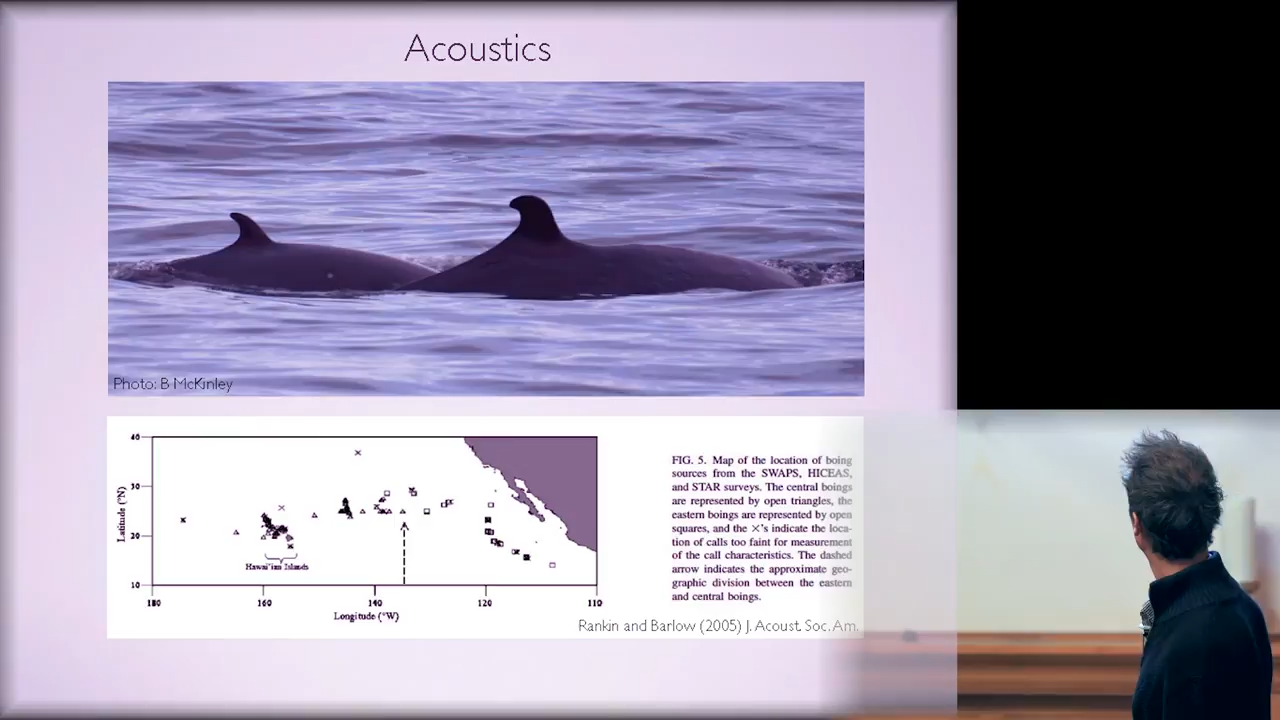 Acoustics
Photo: B McKinley
40
30
20
10
Latitude (°N)
Hawai'ian Islands
180
160
140
120
110
Longitude (°W)
FIG. 5. Map of the location of boing
sources from the SWAPS, HICEAS,
and STAR surveys. The central boings
are represented by open triangles, the
eastern boings are represented by open
squares, and the ×'s indicate the loca-
tion of calls too faint for measurement
of the call characteristics. The dashed
arrow indicates the approximate geo-
graphic division between the eastern
and central boings.
Rankin and Barlow (2005) J. Acoust. Soc. Am.